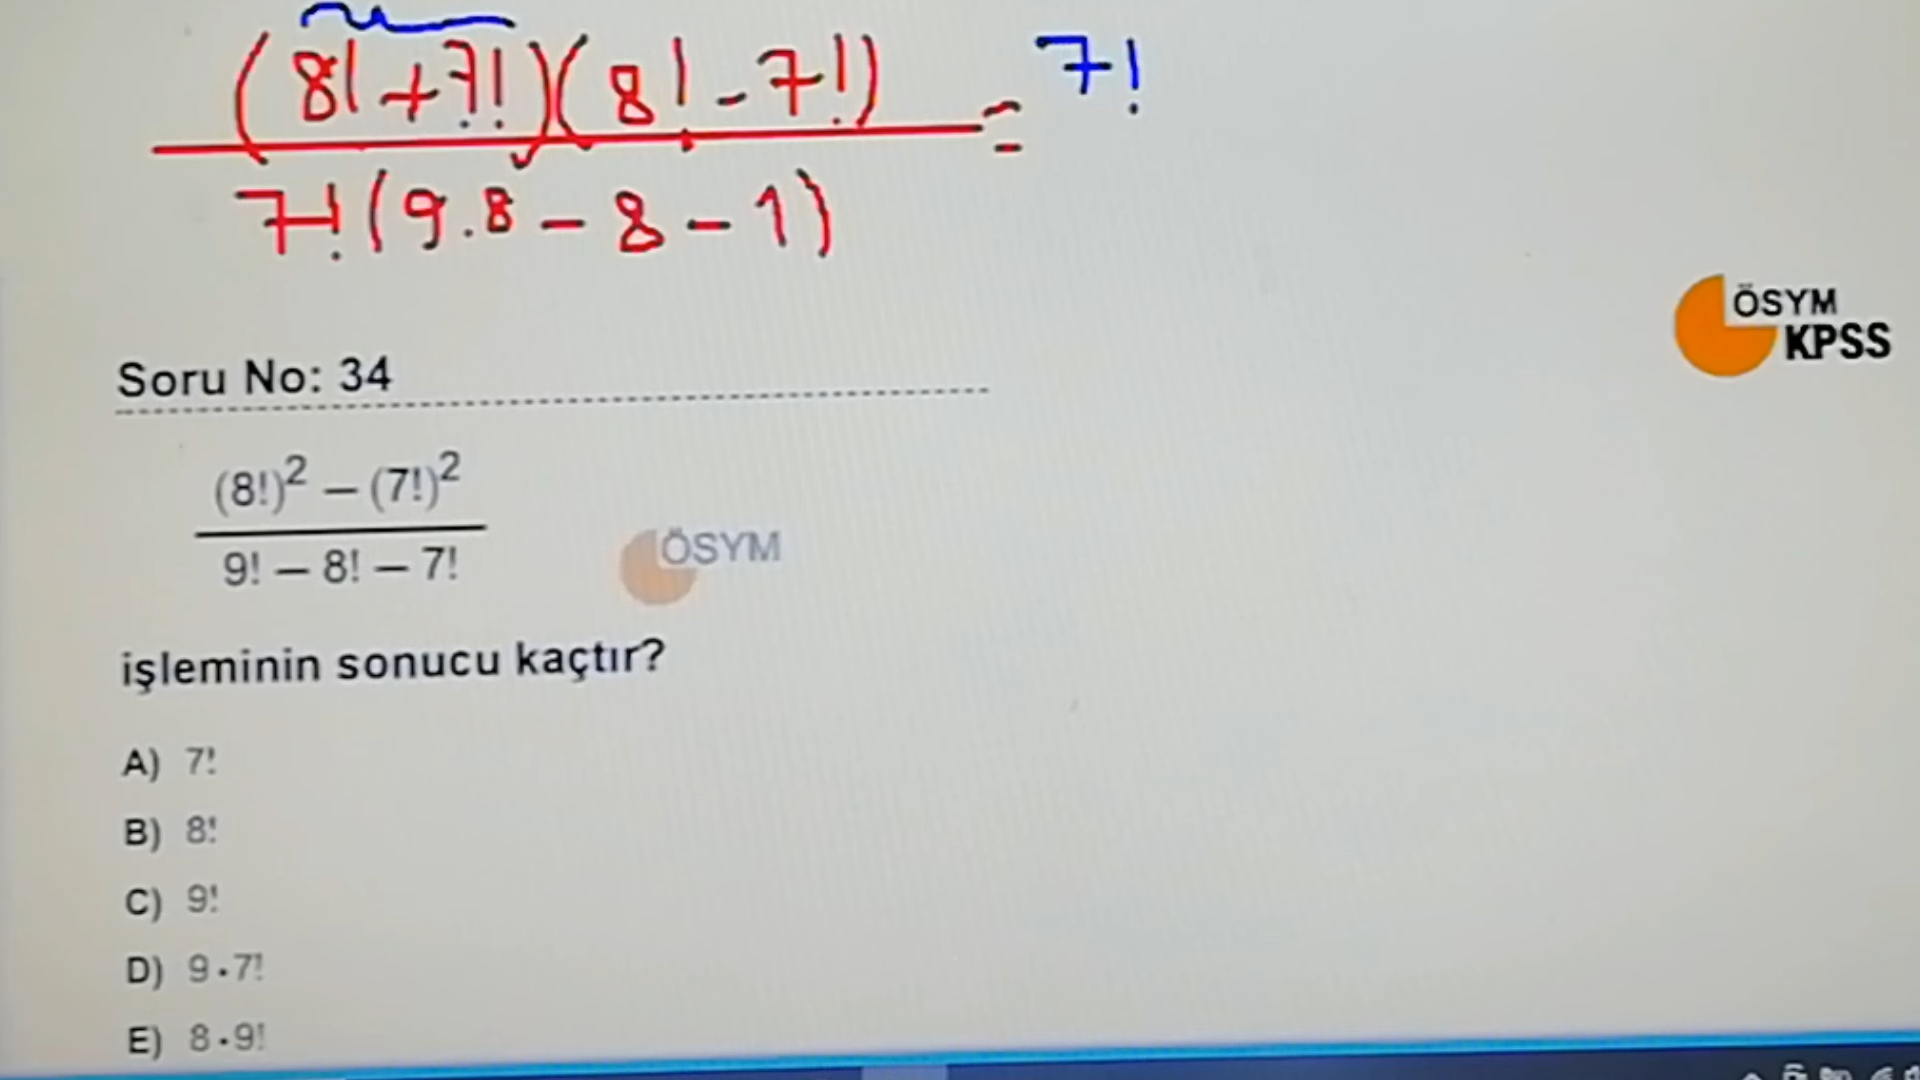 (8!+7!)(8!-7!) = 7!
7!(9.8-8-1)
ÖSYM
KPSS
Soru No: 34
(8!)² – (7!)²
9! – 8! – 7!
ÖSYM
işleminin sonucu kaçtır?
A) 7!
B) 8!
C) 9!
D) 9·7!
E) 8·9!